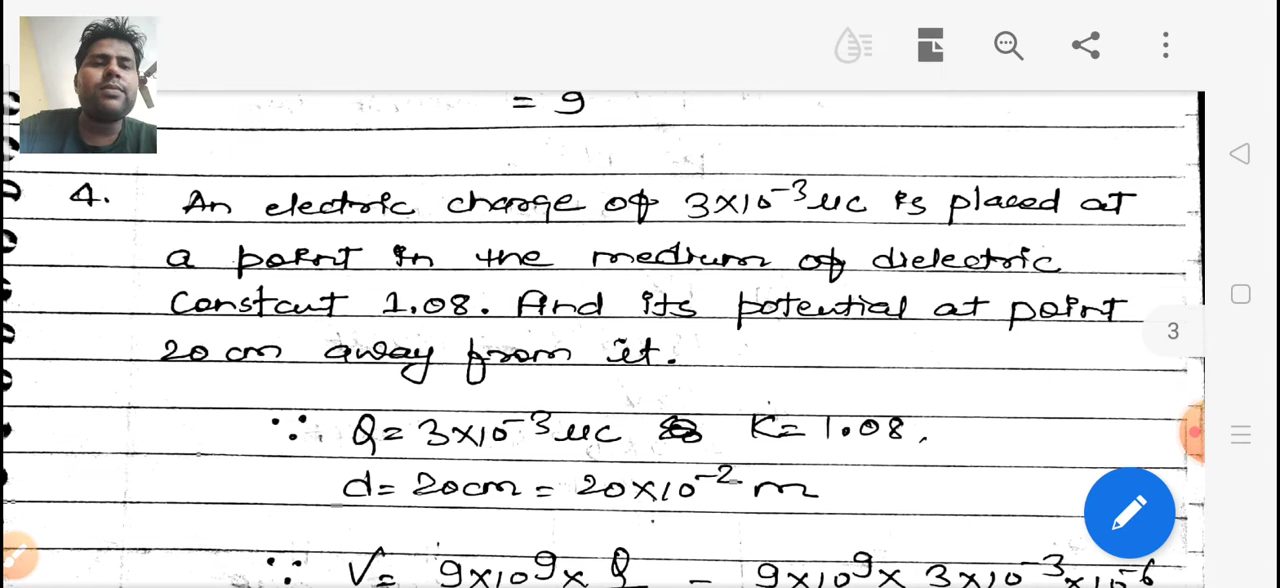 = 9
4. An electric charge of 3×10⁻³ μc is placed at
a point in the medium of dielectric
Constant 1.08. And its potential at point
20 cm away from it.
3
∵ Q = 3×10⁻³ μc K = 1.08,
d = 20cm = 20×10⁻² m
∵ V = 9×10⁹ × Q = 9×10⁹ × 3×10⁻³ × 10⁻⁶